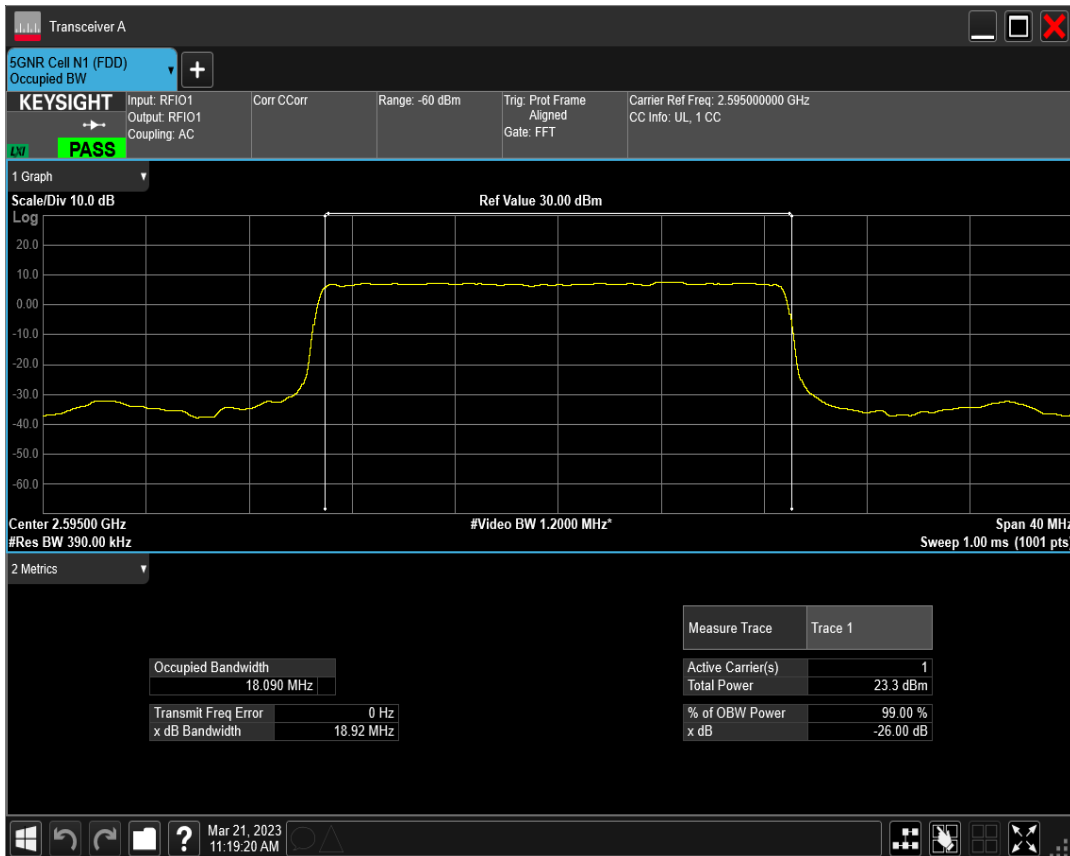 Transceiver A
5GNR Cell N1 (FDD)
Occupied BW
+
KEYSIGHT
LXI
PASS
Input: RFIO1
Output: RFIO1
Coupling: AC
Corr CCorr
Range: -60 dBm
Trig: Prot Frame
Aligned
Gate: FFT
Carrier Ref Freq: 2.595000000 GHz
CC Info: UL, 1 CC
1 Graph
Scale/Div 10.0 dB
Ref Value 30.00 dBm
Log
20.0
10.0
0.00
-10.0
-20.0
-30.0
-40.0
-50.0
-60.0
Center 2.59500 GHz
#Video BW 1.2000 MHz*
Span 40 MHz
#Res BW 390.00 kHz
Sweep 1.00 ms (1001 pts)
2 Metrics
Measure Trace
Trace 1
Occupied Bandwidth
18.090 MHz
Active Carrier(s)
1
Total Power
23.3 dBm
Transmit Freq Error
0 Hz
x dB Bandwidth
18.92 MHz
% of OBW Power
99.00 %
x dB
-26.00 dB
?
Mar 21, 2023
11:19:20 AM